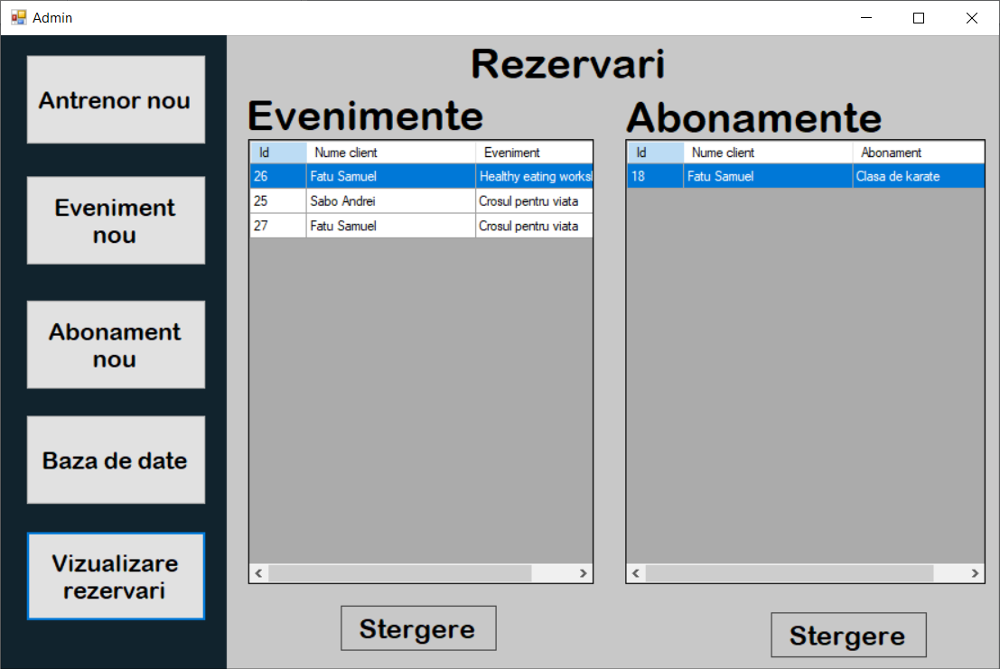 Admin
Antrenor nou
Eveniment
nou
Abonament
nou
Baza de date
Vizualizare
rezervari
Rezervari
Evenimente
Id Nume client Eveniment
26 Fatu Samuel Healthy eating
25 Sabo Andrei Crosul pentru viata
27 Fatu Samuel Crosul pentru viata
Stergere
Abonamente
Id Nume client Abonament
18 Fatu Samuel Clasa de karate
Stergere